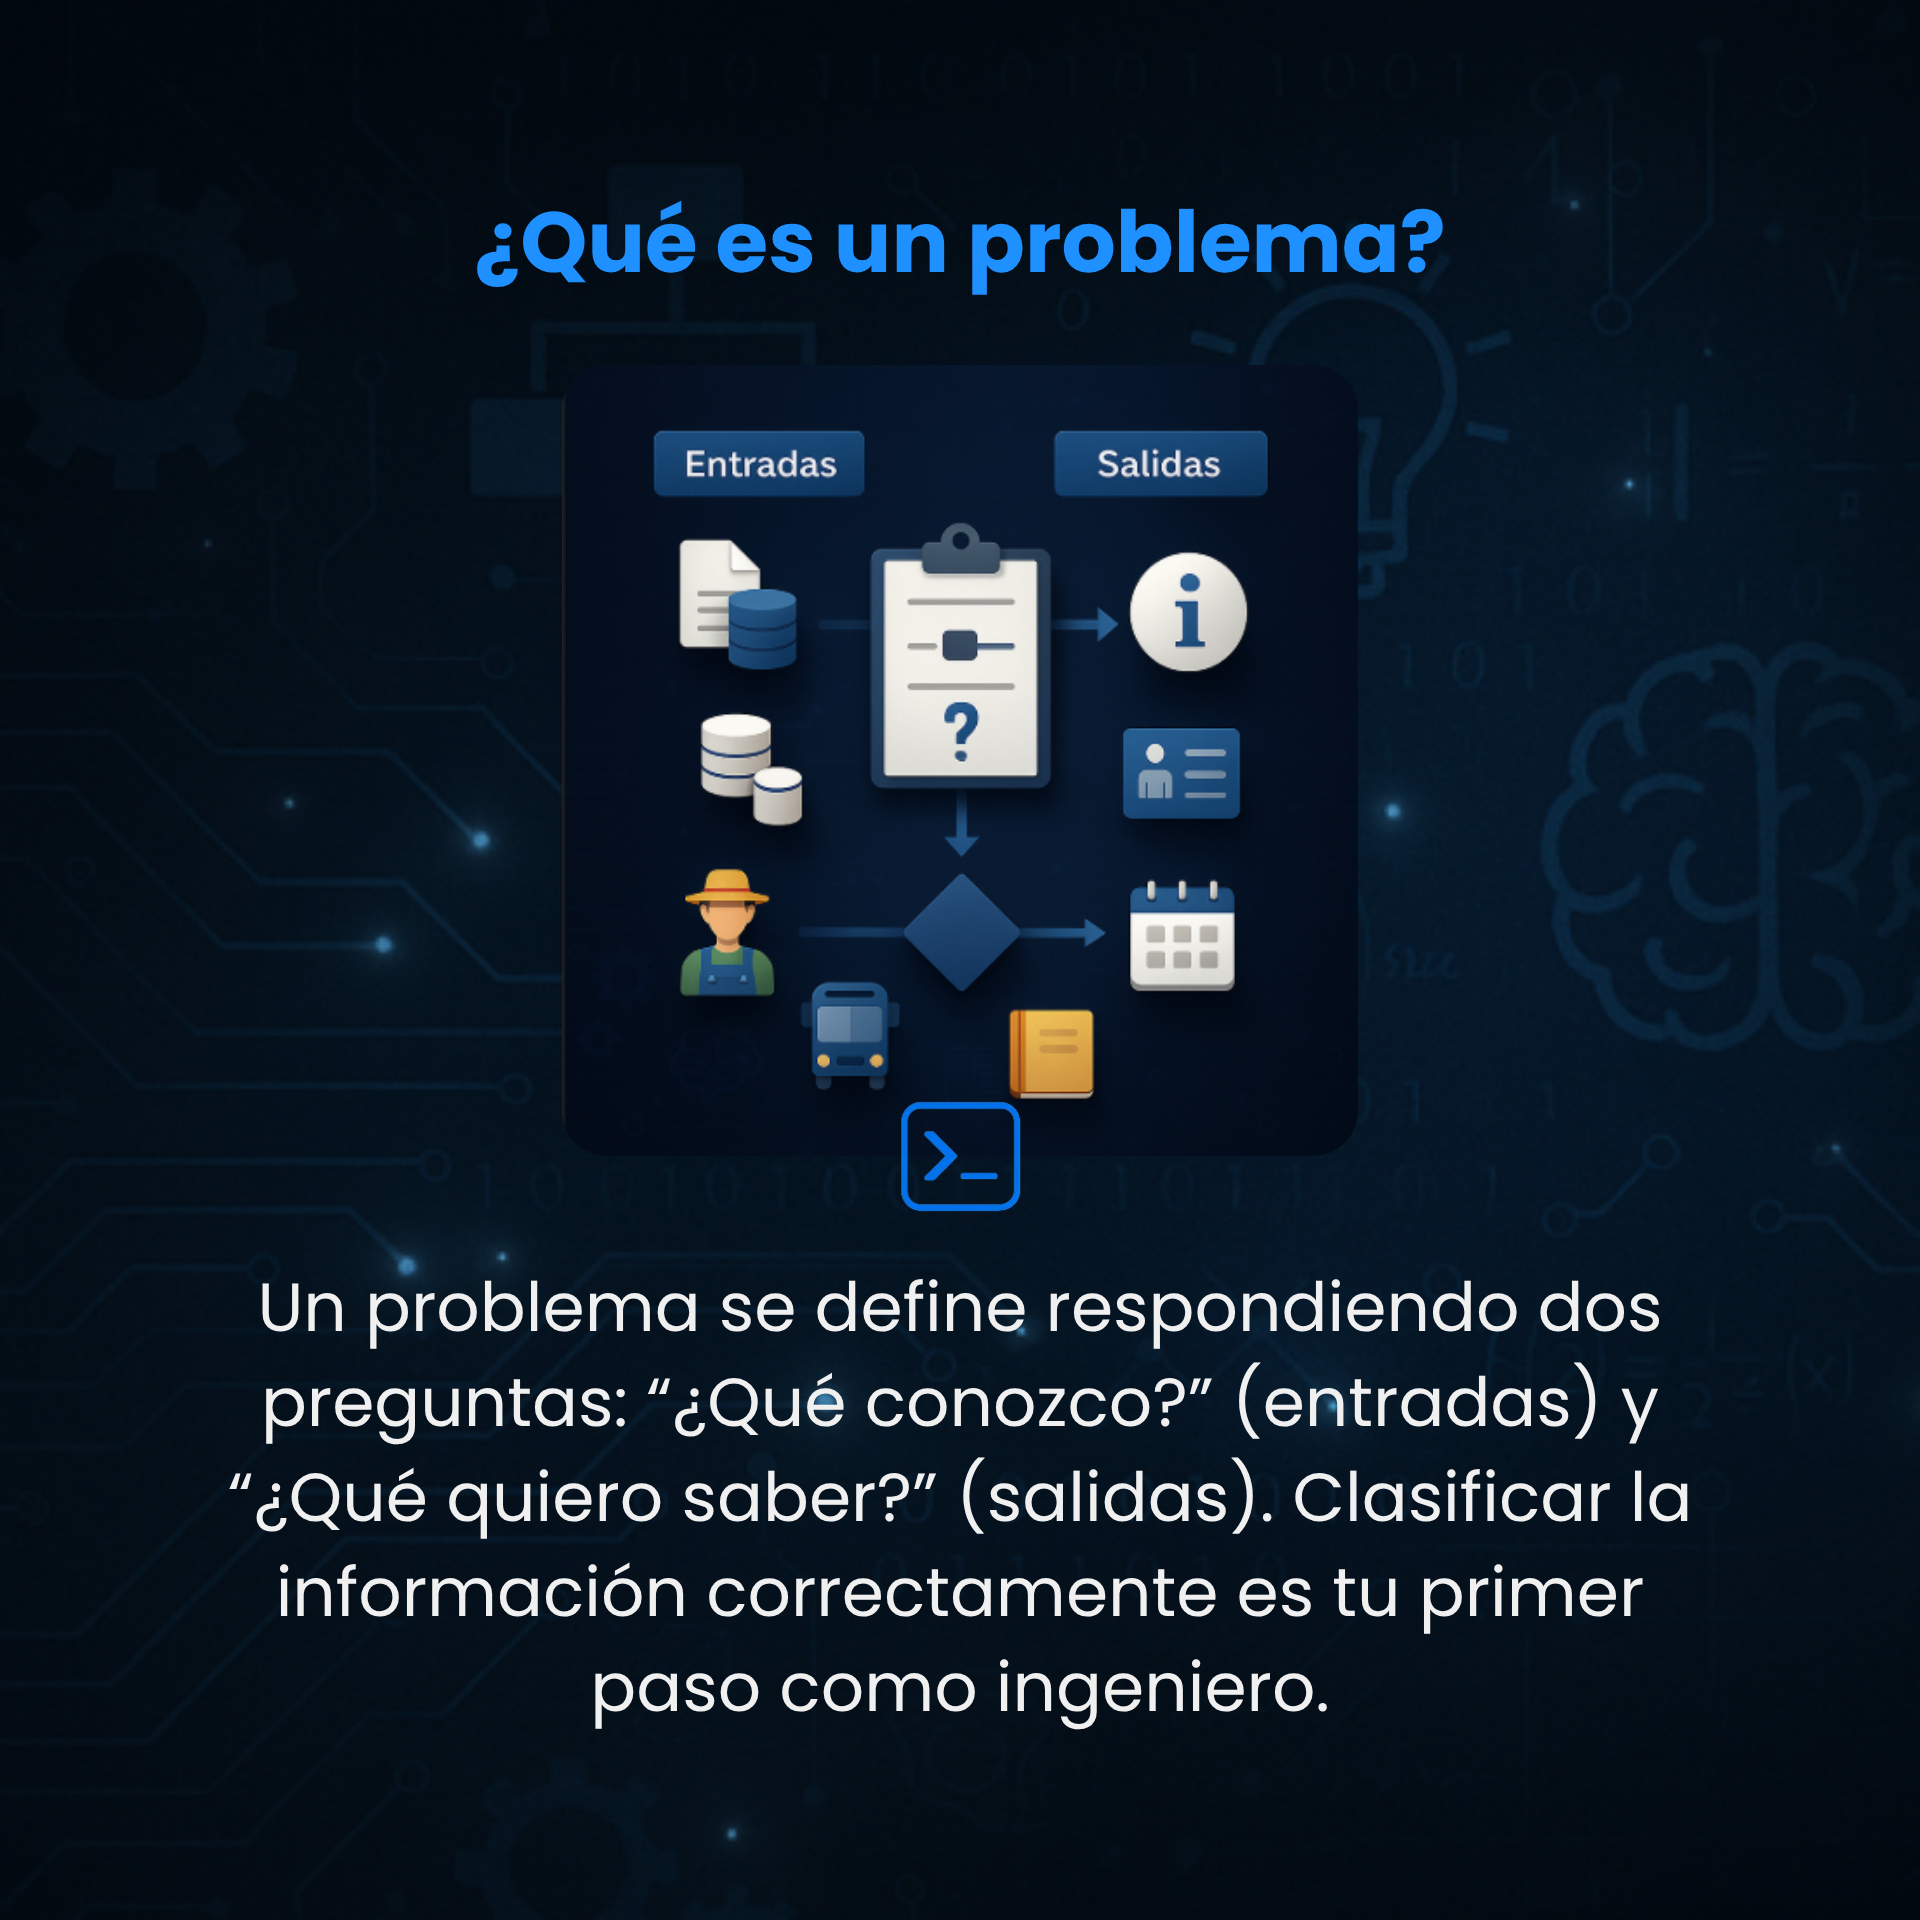 ¿Qué es un problema?
Entradas
Salidas
i
?
>_
Un problema se define respondiendo dos
preguntas: “¿Qué conozco?” (entradas) y
“¿Qué quiero saber?” (salidas). Clasificar la
información correctamente es tu primer
paso como ingeniero.